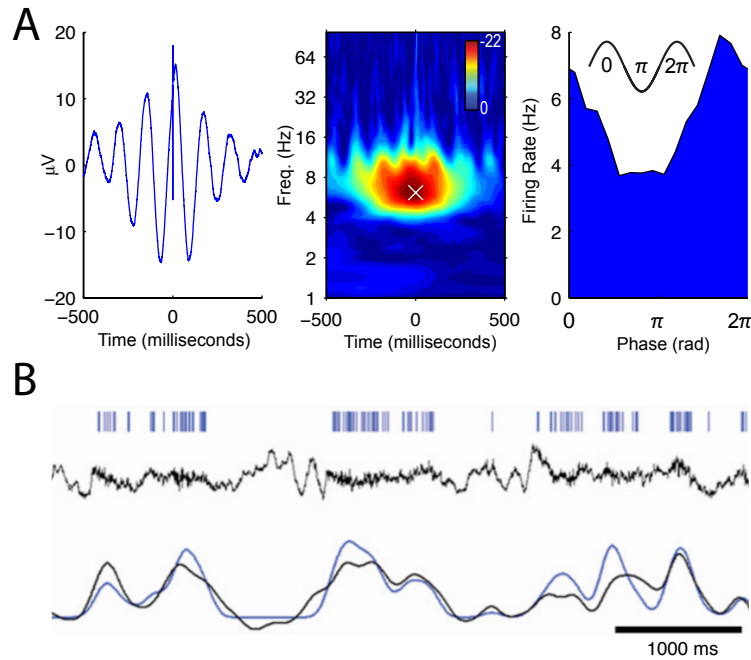 A
20
10
0
−10
−20
μV
−500
0
500
Time (milliseconds)
64
32
16
8
4
2
1
Freq. (Hz)
-22
0
−500
0
500
Time (milliseconds)
8
6
4
2
0
Firing Rate (Hz)
0 π 2π
0
π
2π
Phase (rad)
B
1000 ms